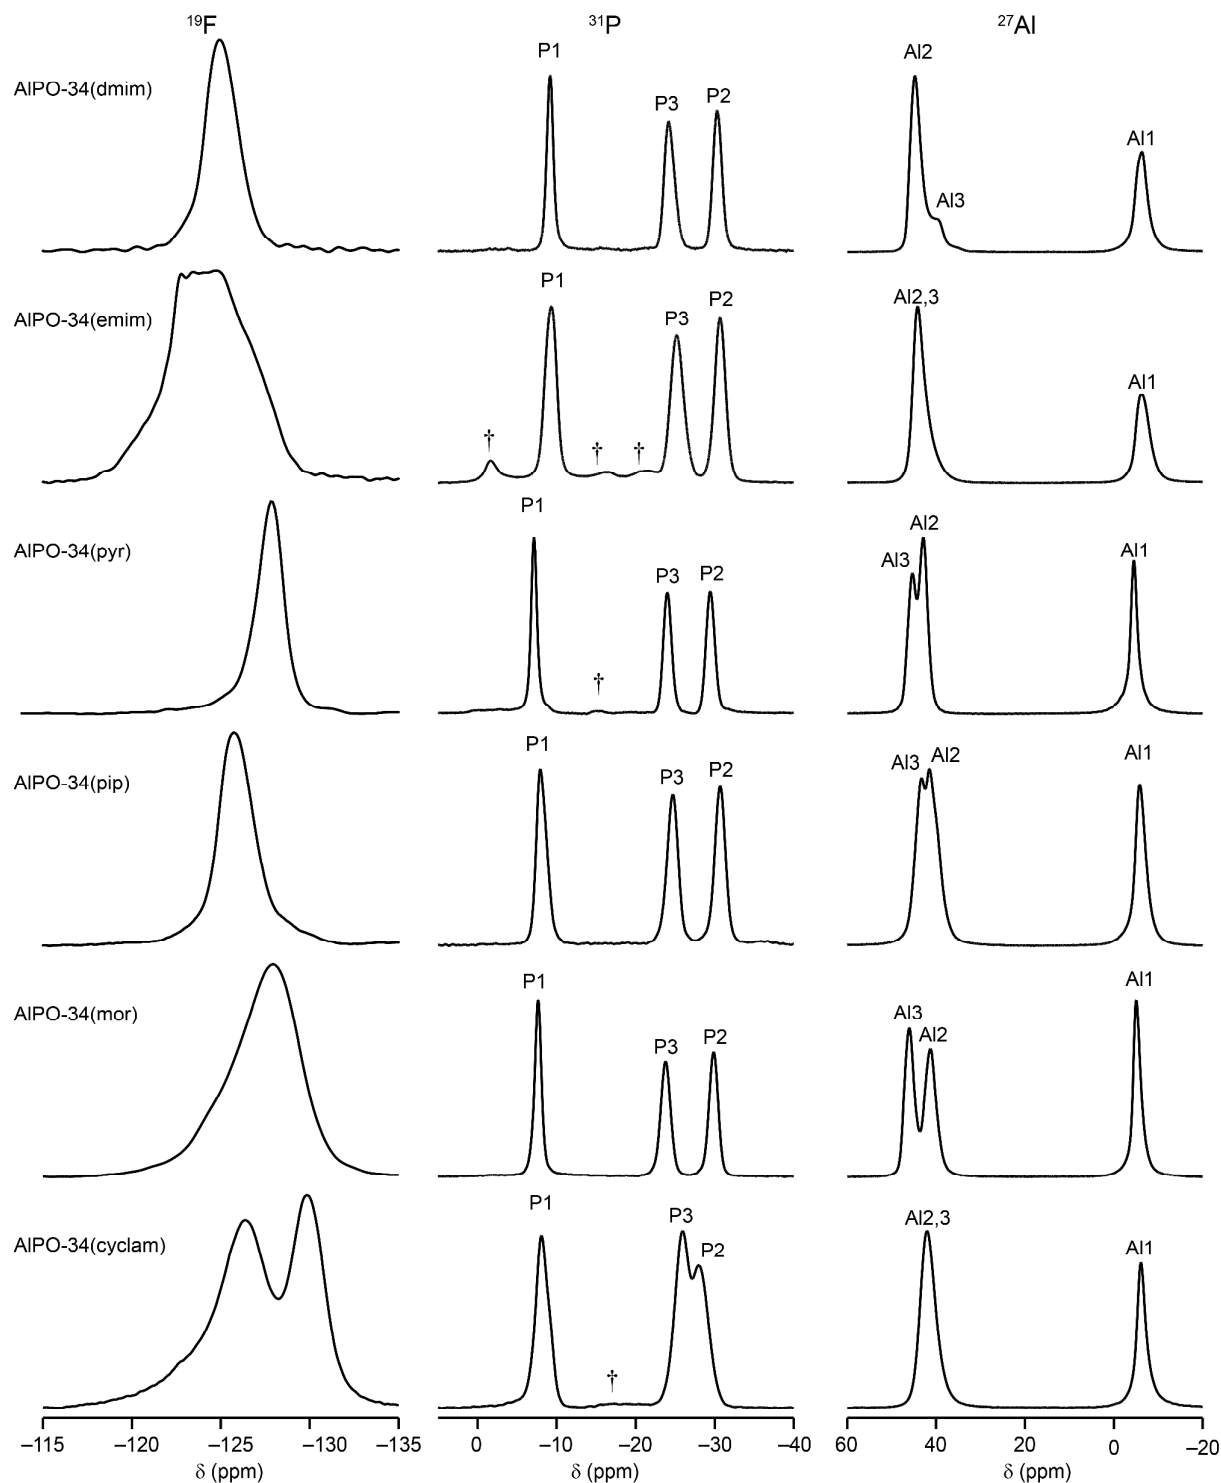 ¹⁹F ³¹P ²⁷Al
AlPO-34(dmim) P1 P3 P2 Al2 Al3 Al1
AlPO-34(emim) P1 P3 P2 † † † Al2,3 Al1
AlPO-34(pyr) P1 P3 P2 † Al3 Al2 Al1
AlPO-34(pip) P1 P3 P2 Al3 Al2 Al1
AlPO-34(mor) P1 P3 P2 Al3 Al2 Al1
AlPO-34(cyclam) P1 P3 P2 † Al2,3 Al1
–115 –120 –125 –130 –135 0 –10 –20 –30 –40 60 40 20 0 –20
δ (ppm) δ (ppm) δ (ppm)